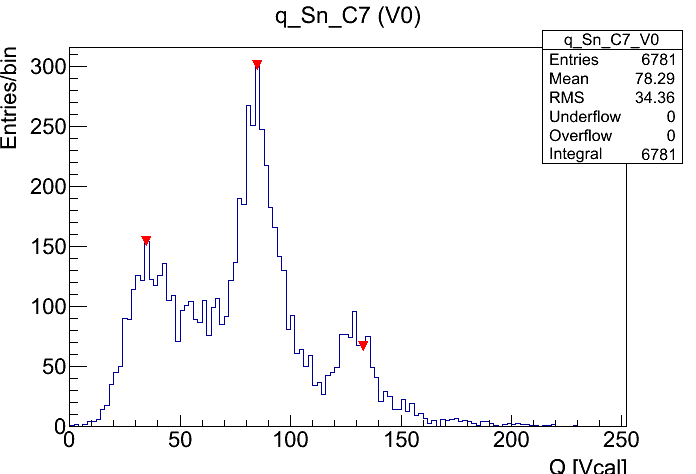 q_Sn_C7 (V0)
q_Sn_C7_V0
Entries 6781
Mean 78.29
RMS 34.36
Underflow 0
Overflow 0
Integral 6781
Entries/bin
300
250
200
150
100
50
0
0 50 100 150 200 250
Q [Vcal]